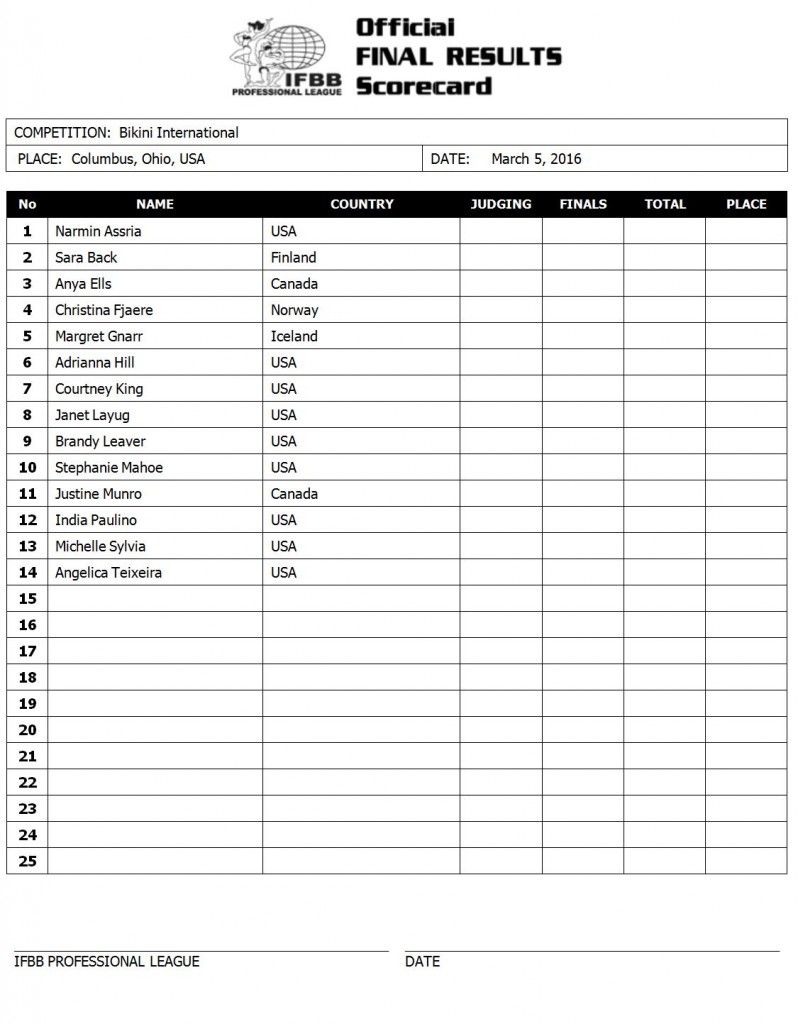 Official
FINAL RESULTS
Scorecard
IFBB
PROFESSIONAL LEAGUE
COMPETITION: Bikini International
PLACE: Columbus, Ohio, USA DATE: March 5, 2016
No NAME COUNTRY JUDGING FINALS TOTAL PLACE
1 Narmin Assria USA
2 Sara Back Finland
3 Anya Ells Canada
4 Christina Fjaere Norway
5 Margret Gnarr Iceland
6 Adrianna Hill USA
7 Courtney King USA
8 Janet Layug USA
9 Brandy Leaver USA
10 Stephanie Mahoe USA
11 Justine Munro Canada
12 India Paulino USA
13 Michelle Sylvia USA
14 Angelica Teixeira USA
15
16
17
18
19
20
21
22
23
24
25
IFBB PROFESSIONAL LEAGUE DATE